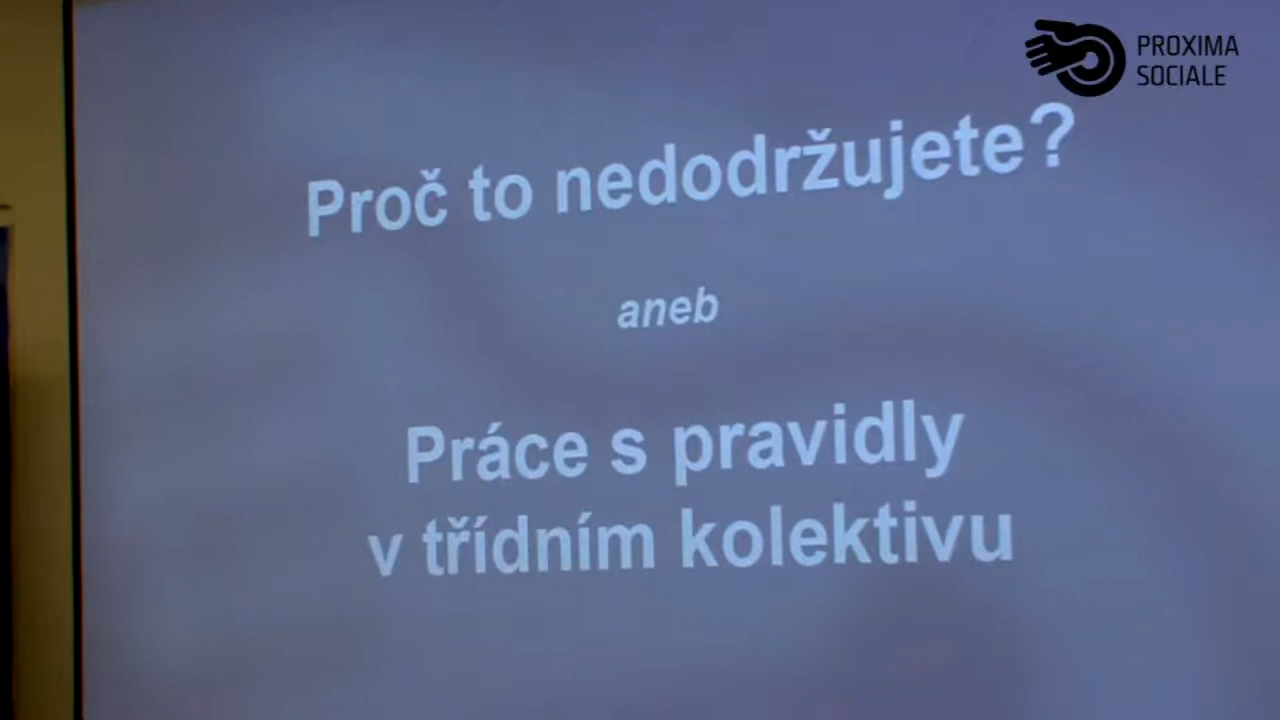 PROXIMA
SOCIALE
Proč to nedodržujete?
aneb
Práce s pravidly
v třídním kolektivu